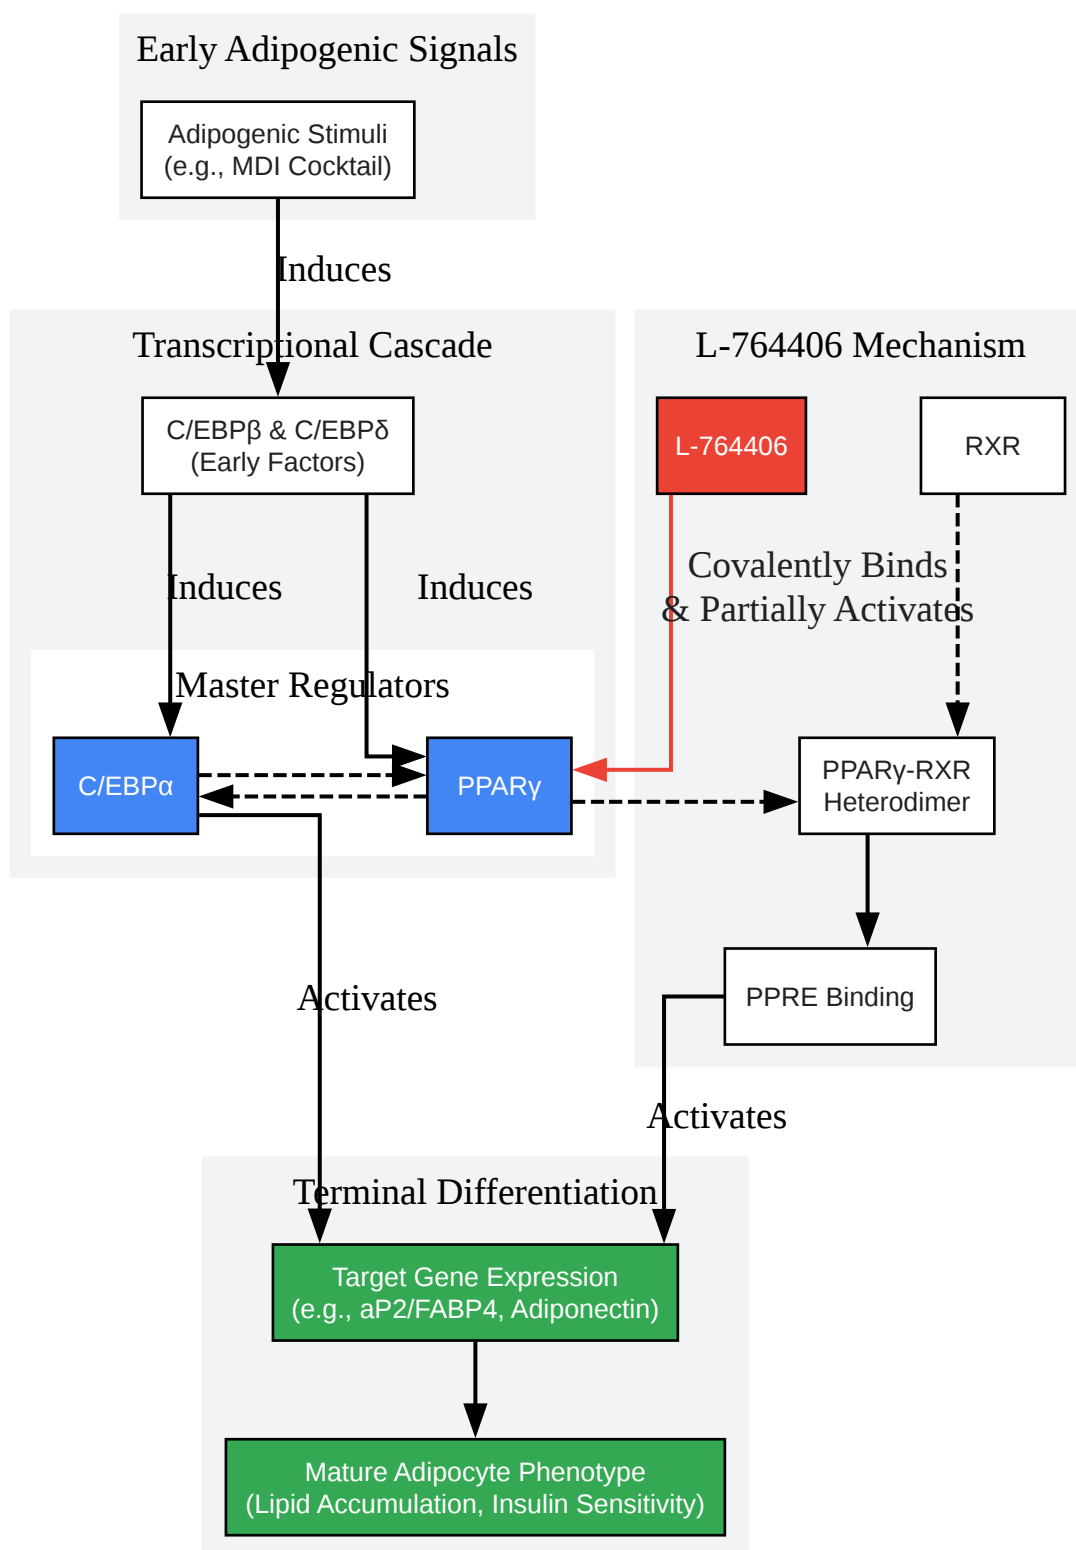 Early Adipogenic Signals
Adipogenic Stimuli
(e.g., MDI Cocktail)
Induces
Transcriptional Cascade
L-764406 Mechanism
C/EBPβ & C/EBPδ
(Early Factors)
L-764406
RXR
Induces
Induces
Covalently Binds
& Partially Activates
Master Regulators
C/EBPα
PPARγ
PPARγ-RXR
Heterodimer
PPRE Binding
Activates
Activates
Terminal Differentiation
Target Gene Expression
(e.g., aP2/FABP4, Adiponectin)
Mature Adipocyte Phenotype
(Lipid Accumulation, Insulin Sensitivity)